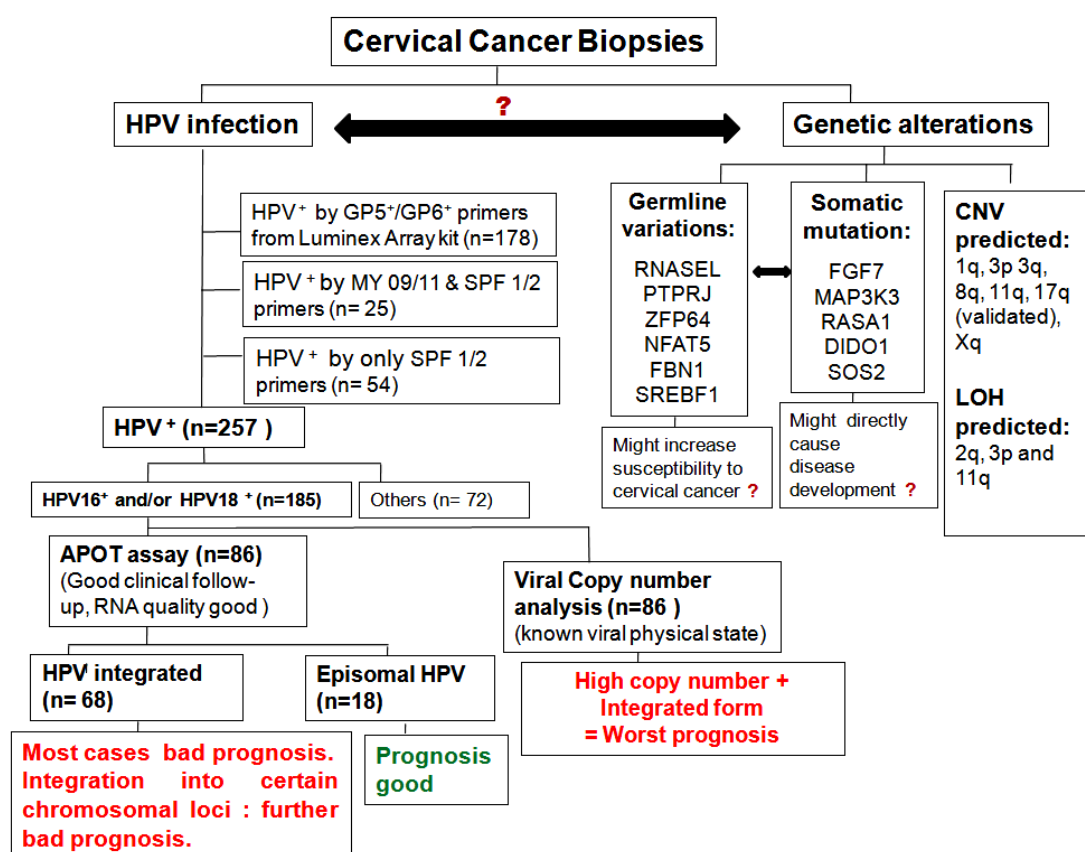 Cervical Cancer Biopsies
?
HPV infection
Genetic alterations
HPV⁺ by GP5⁺/GP6⁺ primers
from Luminex Array kit (n=178)
HPV⁺ by MY 09/11 & SPF 1/2
primers (n= 25)
HPV⁺ by only SPF 1/2
primers (n= 54)
HPV⁺ (n=257 )
HPV16⁺ and/or HPV18 ⁺ (n=185)
Others (n= 72)
APOT assay (n=86)
(Good clinical follow-
up, RNA quality good )
Viral Copy number
analysis (n=86 )
(known viral physical state)
HPV integrated
(n= 68)
Episomal HPV
(n=18)
Most cases bad prognosis.
Integration into certain
chromosomal loci : further
bad prognosis.
Prognosis
good
High copy number +
Integrated form
= Worst prognosis
Germline
variations:
RNASEL
PTPRJ
ZFP64
NFAT5
FBN1
SREBF1
Might increase
susceptibility to
cervical cancer ?
Somatic
mutation:
FGF7
MAP3K3
RASA1
DIDO1
SOS2
Might directly
cause
disease
development ?
CNV
predicted:
1q, 3p 3q,
8q, 11q, 17q
(validated),
Xq
LOH
predicted:
2q, 3p and
11q